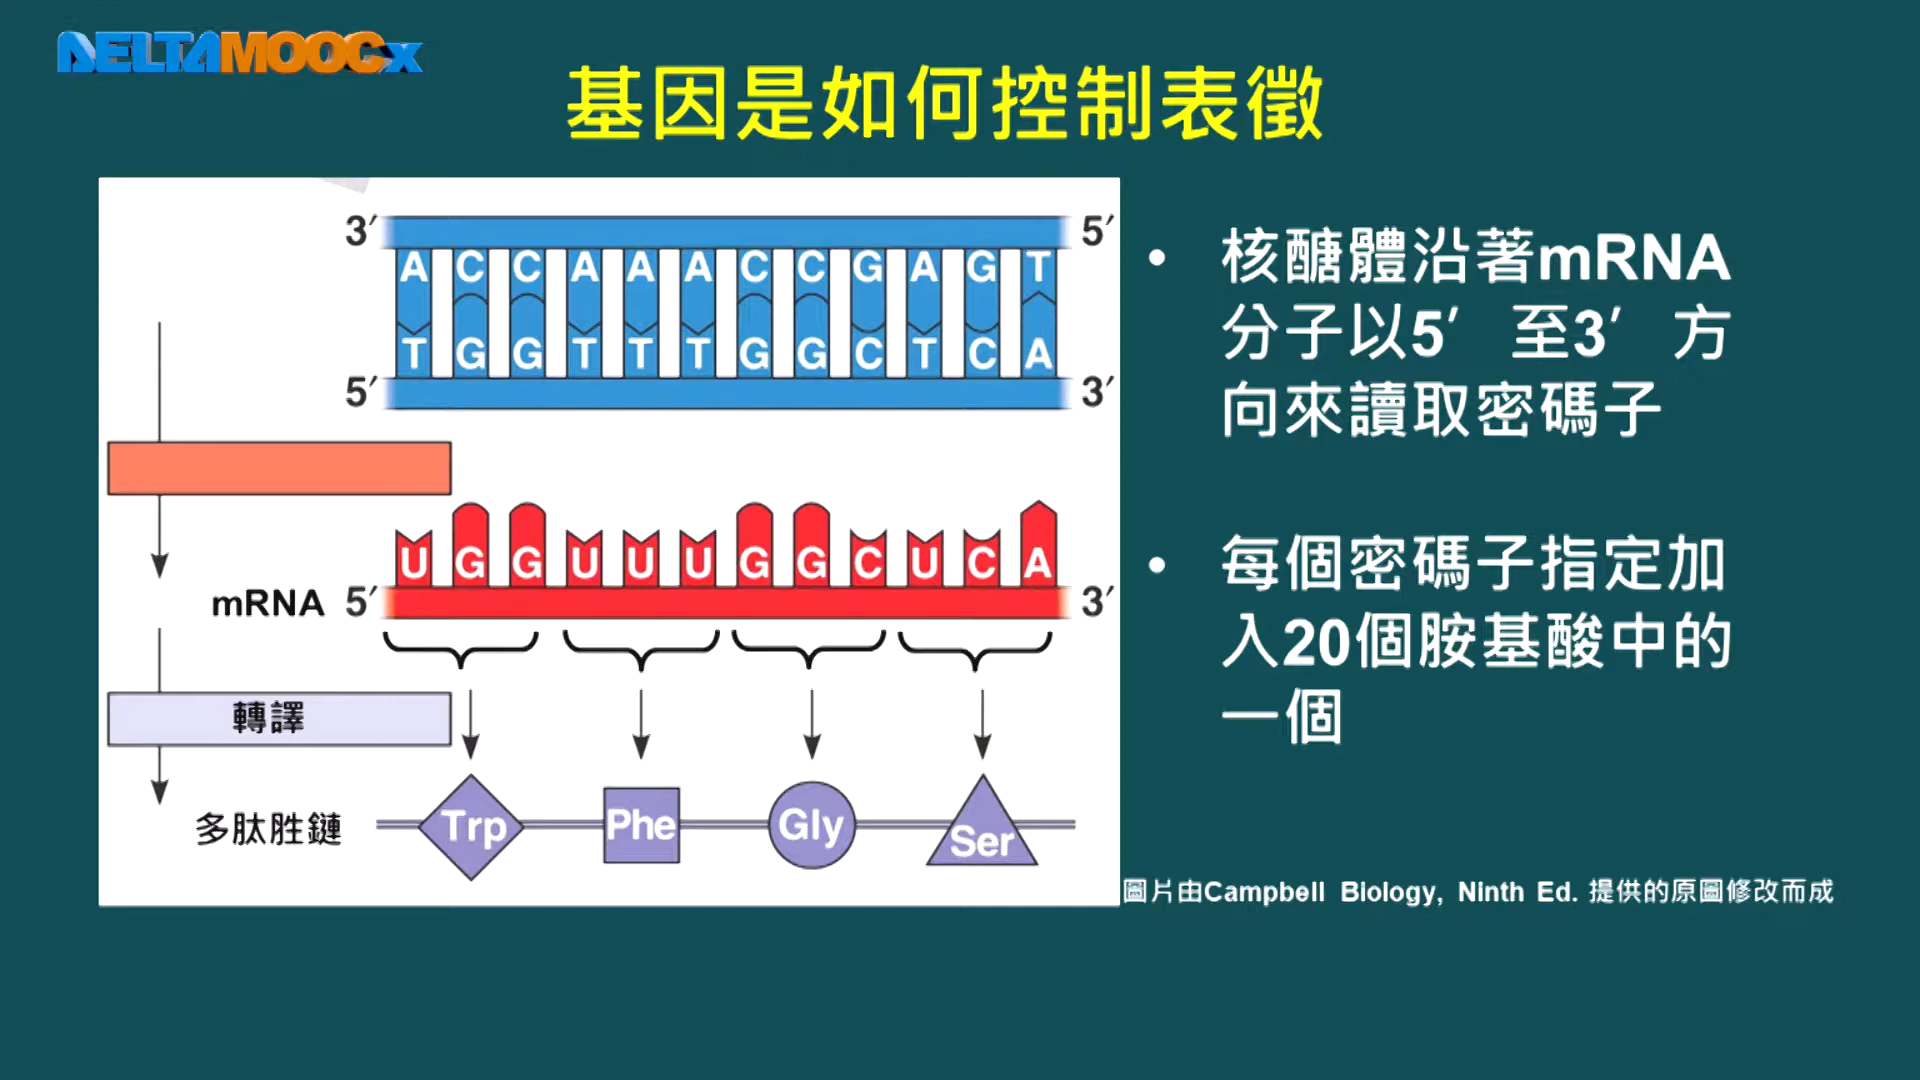 DELTAMOOCx
基因是如何控制表徵
3′ 5′
A C C A A A C C G A G T
T G G T T T G G C T C A
5′ 3′
U G G U U U G G C U C A
mRNA 5′ 3′
轉譯
多肽胜鏈
Trp Phe Gly Ser
• 核醣體沿著mRNA
分子以5′ 至3′ 方
向來讀取密碼子
• 每個密碼子指定加
入20個胺基酸中的
一個
圖片由Campbell Biology, Ninth Ed. 提供的原圖修改而成